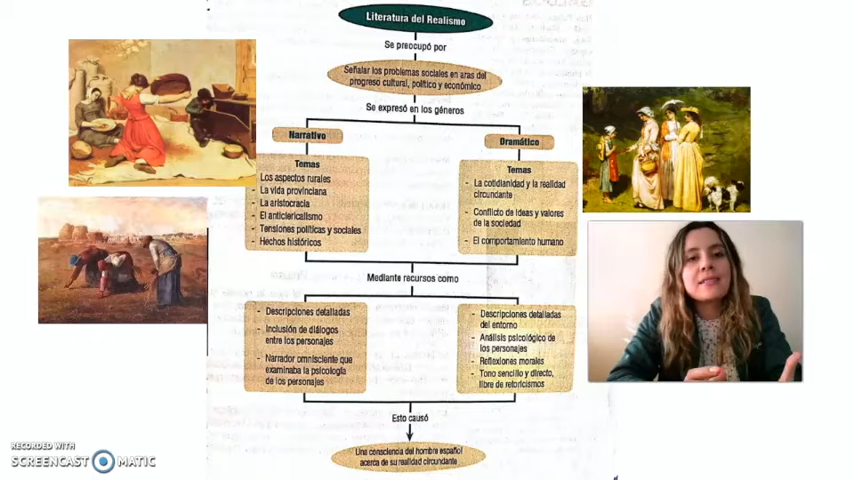 Literatura del Realismo
Se preocupó por
Señalar los problemas sociales en aras del
progreso cultural, político y económico
Se expresó en los géneros
Narrativo
Temas
Los aspectos rurales
- La vida provinciana
- La aristocracia
- El anticlericalismo
- Tensiones políticas y sociales
- Hechos históricos
Dramático
Temas
- La cotidianidad y la realidad
circundante
- Conflicto de ideas y valores
de la sociedad
- El comportamiento humano
Mediante recursos como
- Descripciones detalladas
- Inclusión de diálogos
entre los personajes
- Narrador omnisciente que
examinaba la psicología
de los personajes
- Descripciones detalladas
del entorno
- Análisis psicológico de
los personajes
- Reflexiones morales
- Tono sencillo y directo,
libre de retoricismos
Esto causó
Una consciencia del hombre español
acerca de su realidad circundante
RECORDED WITH
SCREENCAST MATIC